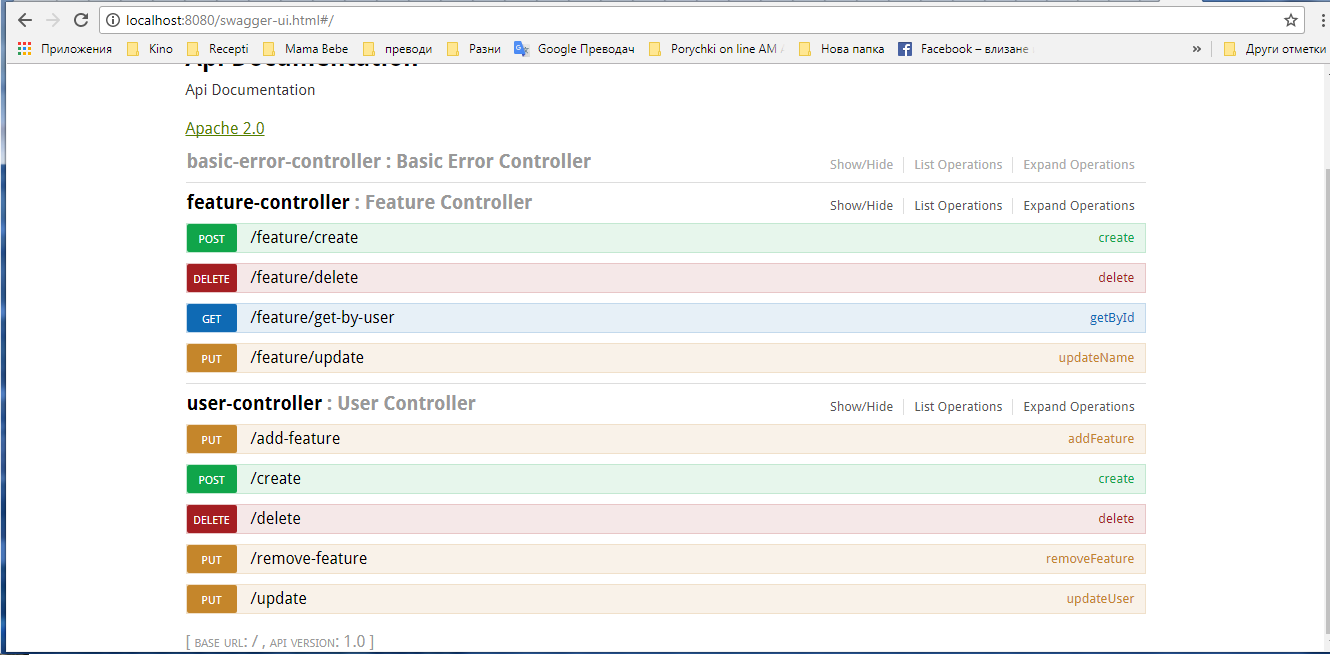 localhost:8080/swagger-ui.html#/
Приложения Kino Recepti Mama Bebe преводи Разни Google Преводач Porychki on line AM Нова папка Facebook – влизане » Други отметки
Api Documentation
Api Documentation
Apache 2.0
basic-error-controller : Basic Error Controller Show/Hide List Operations Expand Operations
feature-controller : Feature Controller Show/Hide List Operations Expand Operations
POST /feature/create create
DELETE /feature/delete delete
GET /feature/get-by-user getById
PUT /feature/update updateName
user-controller : User Controller Show/Hide List Operations Expand Operations
PUT /add-feature addFeature
POST /create create
DELETE /delete delete
PUT /remove-feature removeFeature
PUT /update updateUser
[ BASE URL: / , API VERSION: 1.0 ]